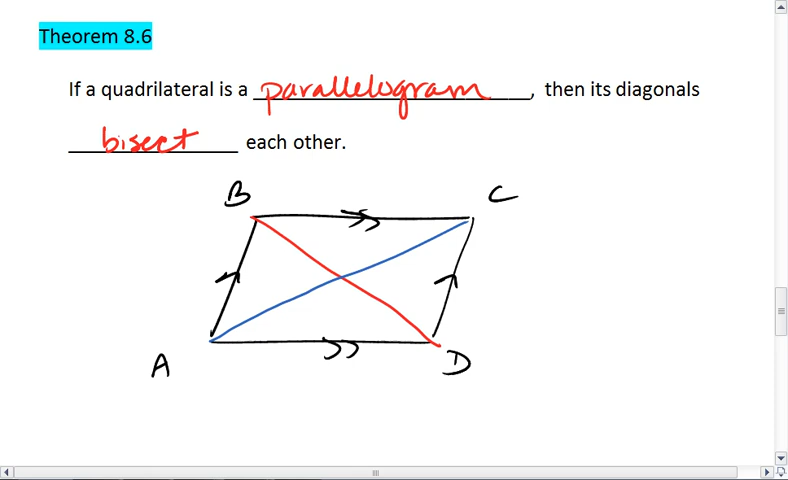 Theorem 8.6
If a quadrilateral is a parallelogram, then its diagonals
bisect each other.
B C
A D